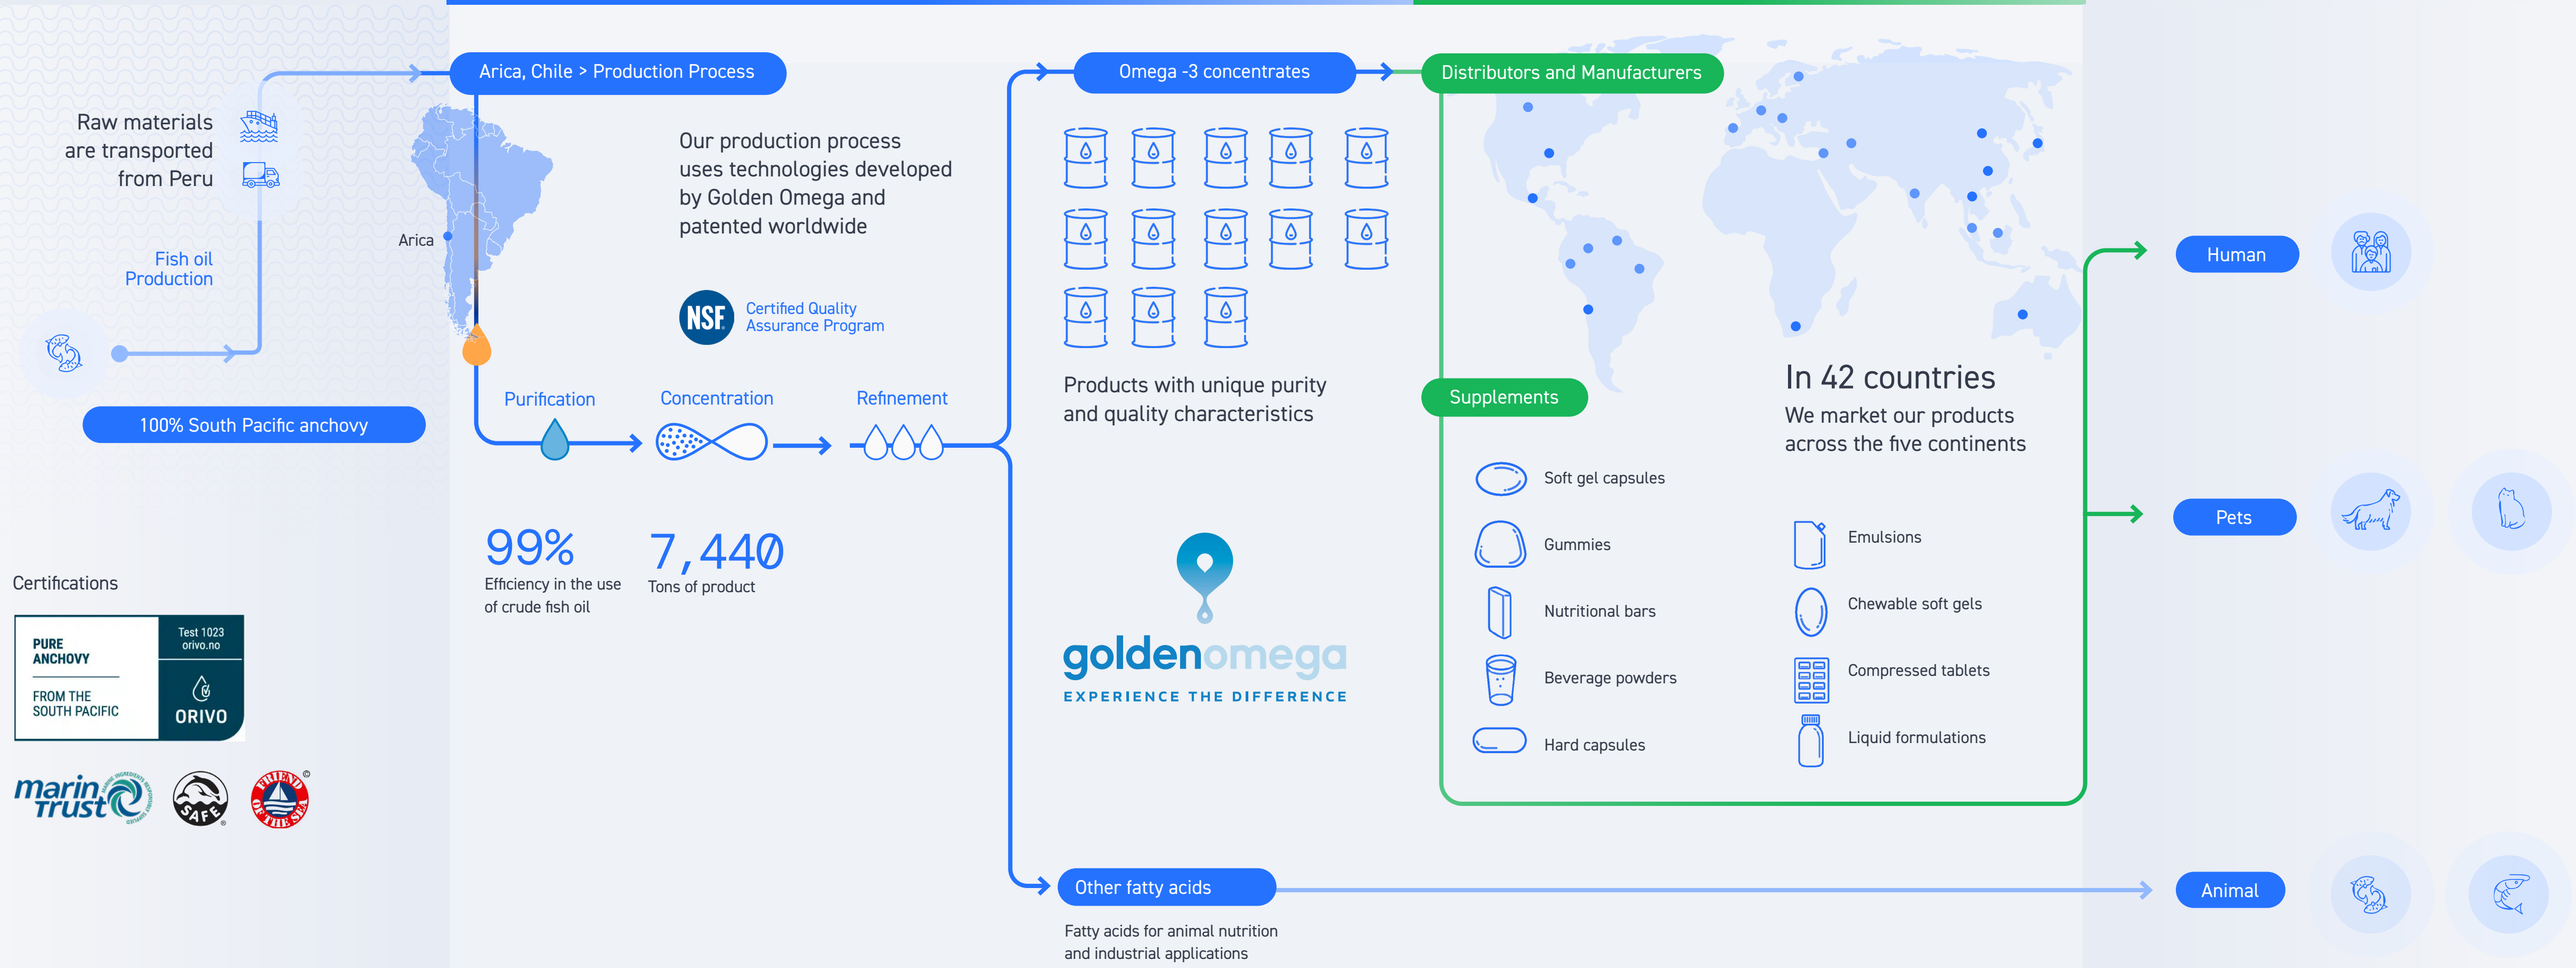 Raw materials
are transported
from Peru
Fish oil
Production
100% South Pacific anchovy
Certifications
PURE
ANCHOVY
FROM THE
SOUTH PACIFIC
Test 1023
orivo.no
ORIVO
marin
trust
MARINE INGREDIENTS RESPONSIBLY SUPPLIED
SAFE
®
FRIEND
OF THE SEA
©
Arica, Chile > Production Process
Arica
Our production process
uses technologies developed
by Golden Omega and
patented worldwide
NSF®
Certified Quality
Assurance Program
Purification
Concentration
Refinement
99%
Efficiency in the use
of crude fish oil
7,440
Tons of product
Omega -3 concentrates
Products with unique purity
and quality characteristics
goldenomega
EXPERIENCE THE DIFFERENCE
Other fatty acids
Fatty acids for animal nutrition
and industrial applications
Distributors and Manufacturers
In 42 countries
We market our products
across the five continents
Supplements
Soft gel capsules
Gummies
Nutritional bars
Beverage powders
Hard capsules
Emulsions
Chewable soft gels
Compressed tablets
Liquid formulations
Human
Pets
Animal